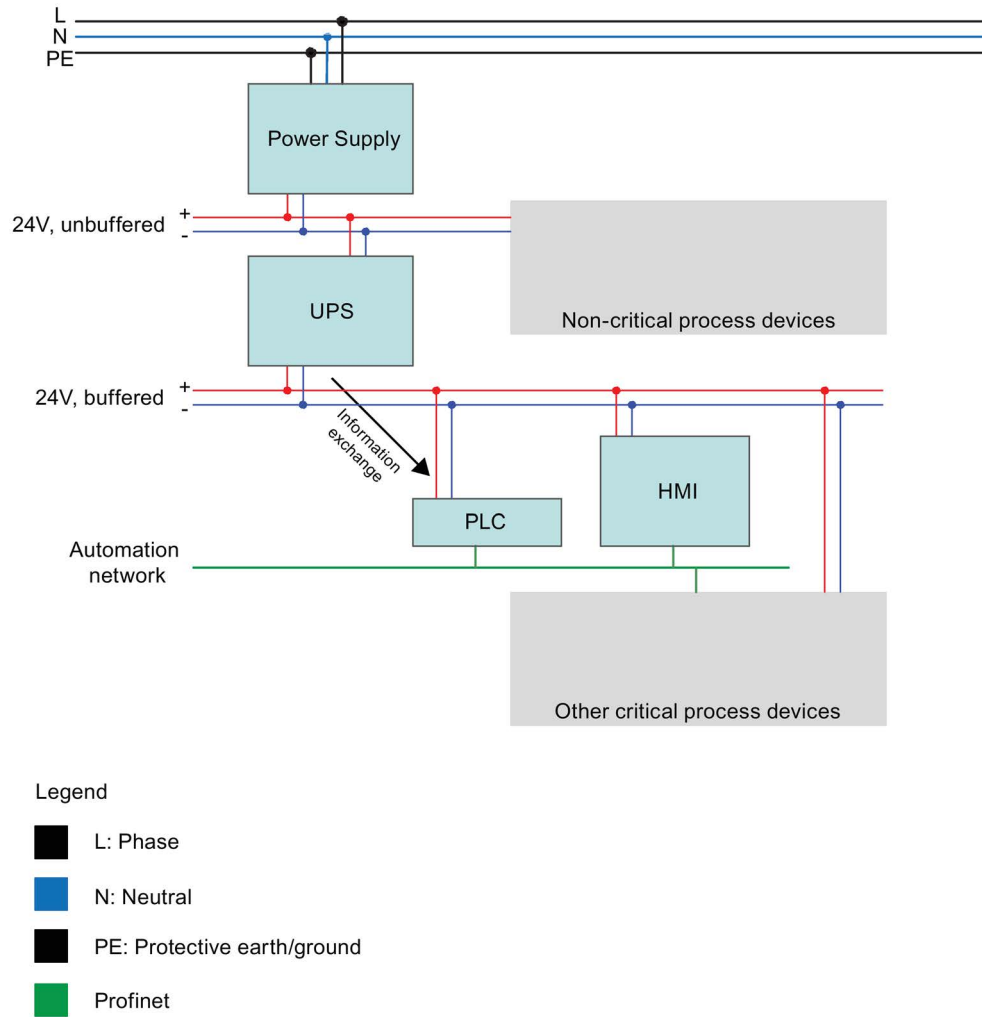 L
N
PE
Power Supply
24V, unbuffered
+
-
UPS
Non-critical process devices
24V, buffered
+
-
Information
exchange
HMI
PLC
Automation
network
Other critical process devices
Legend
L: Phase
N: Neutral
PE: Protective earth/ground
Profinet